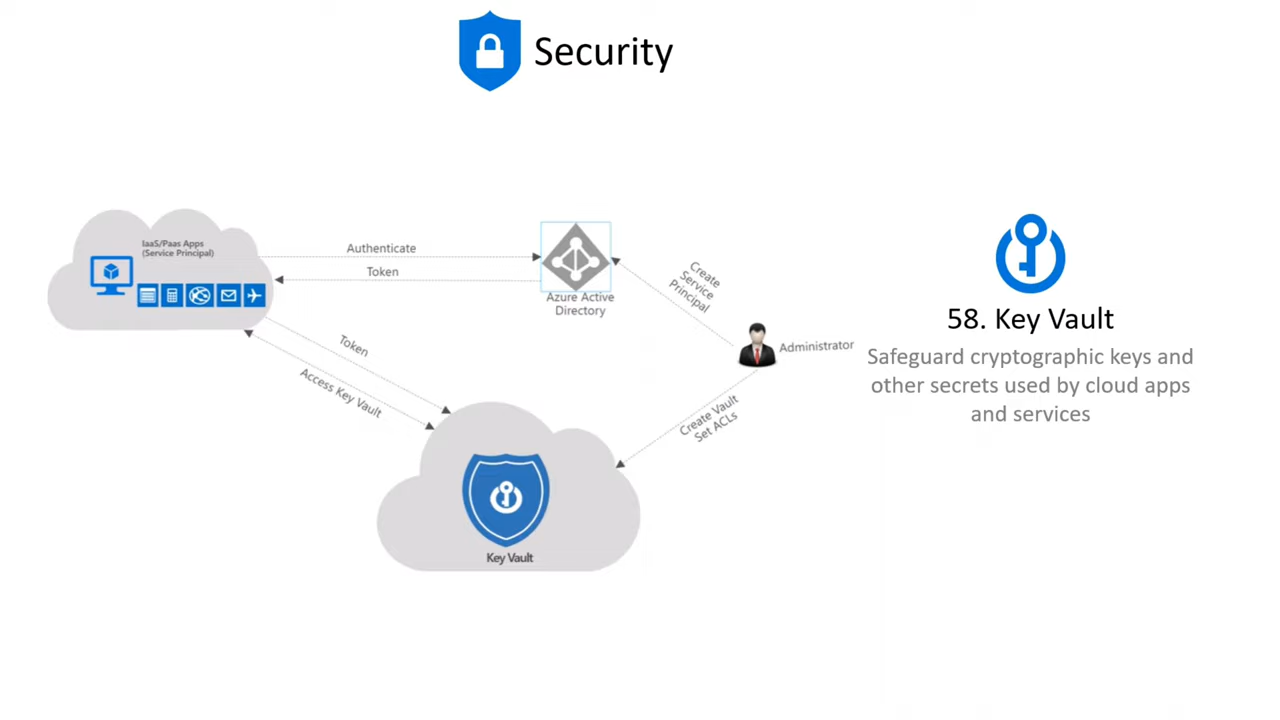 Security
IaaS/Paas Apps
(Service Principal)
Authenticate
Token
Azure Active
Directory
Create
Service
Principal
Administrator
Token
Access Key Vault
Create Vault
Set ACLs
Key Vault
58. Key Vault
Safeguard cryptographic keys and
other secrets used by cloud apps
and services